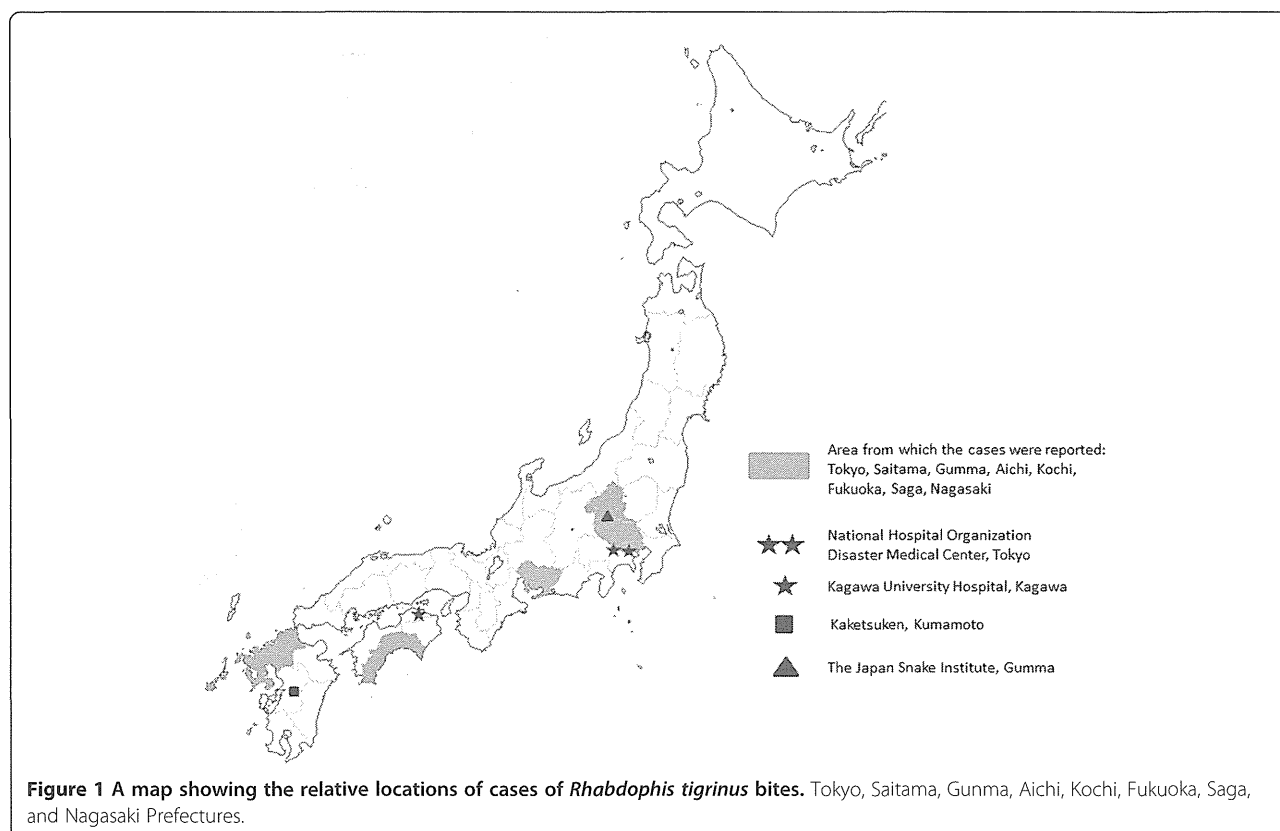 Area from which the cases were reported:
Tokyo, Saitama, Gumma, Aichi, Kochi,
Fukuoka, Saga, Nagasaki
National Hospital Organization
Disaster Medical Center, Tokyo
Kagawa University Hospital, Kagawa
Kaketsuken, Kumamoto
The Japan Snake Institute, Gumma
Figure 1 A map showing the relative locations of cases of Rhabdophis tigrinus bites. Tokyo, Saitama, Gunma, Aichi, Kochi, Fukuoka, Saga,
and Nagasaki Prefectures.